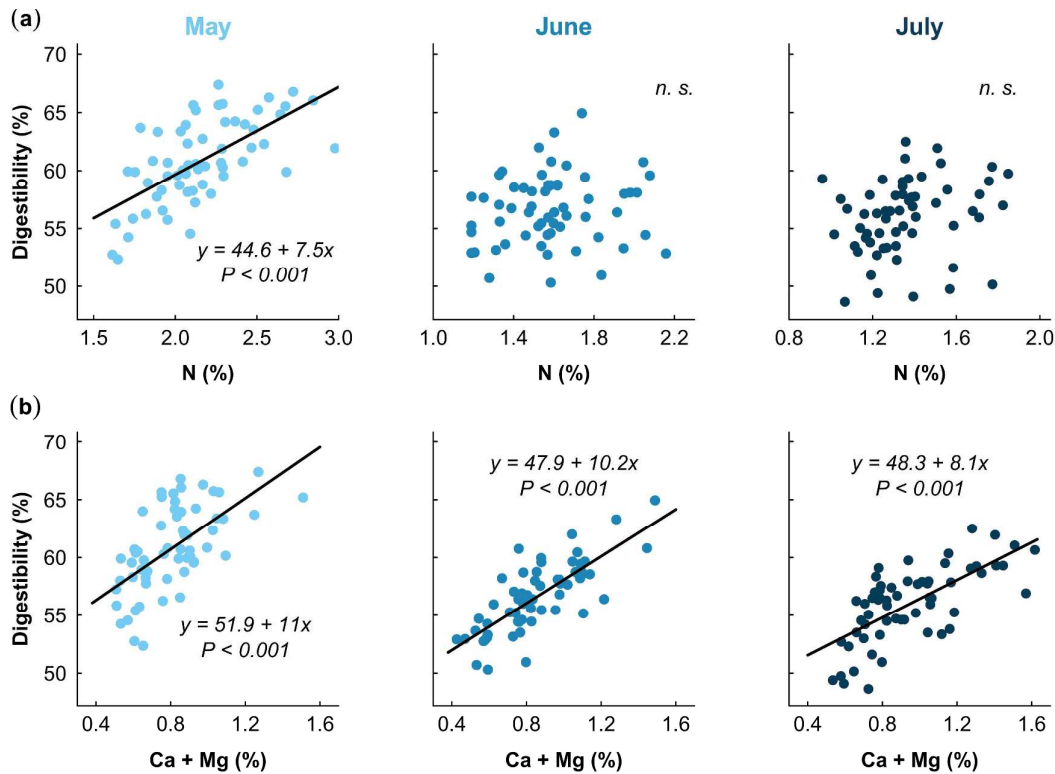 (a)
May
June
July
Digestibility (%)
70
65
60
55
50
y = 44.6 + 7.5x
P < 0.001
n. s.
n. s.
1.5 2.0 2.5 3.0
1.0 1.4 1.8 2.2
0.8 1.2 1.6 2.0
N (%)
N (%)
N (%)
(b)
Digestibility (%)
70
65
60
55
50
y = 51.9 + 11x
P < 0.001
y = 47.9 + 10.2x
P < 0.001
y = 48.3 + 8.1x
P < 0.001
0.4 0.8 1.2 1.6
0.4 0.8 1.2 1.6
0.4 0.8 1.2 1.6
Ca + Mg (%)
Ca + Mg (%)
Ca + Mg (%)